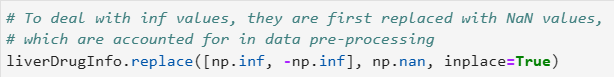 # To deal with inf values, they are first replaced with NaN values,
# which are accounted for in data pre-processing
liverDrugInfo.replace([np.inf, -np.inf], np.nan, inplace=True)